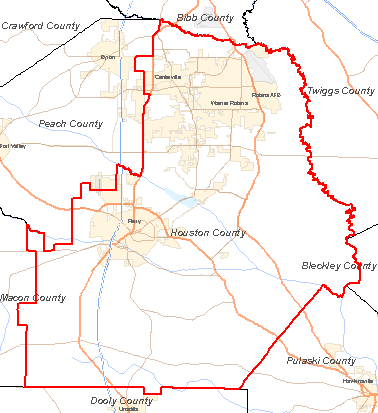 Bibb County
Crawford County
Byron
Centerville
Twiggs County
Robins AFB
Warner Robins
Peach County
Fort Valley
Perry
Houston County
Bleckley County
Macon County
Pulaski County
Hawkinsville
Dooly County
Unadilla